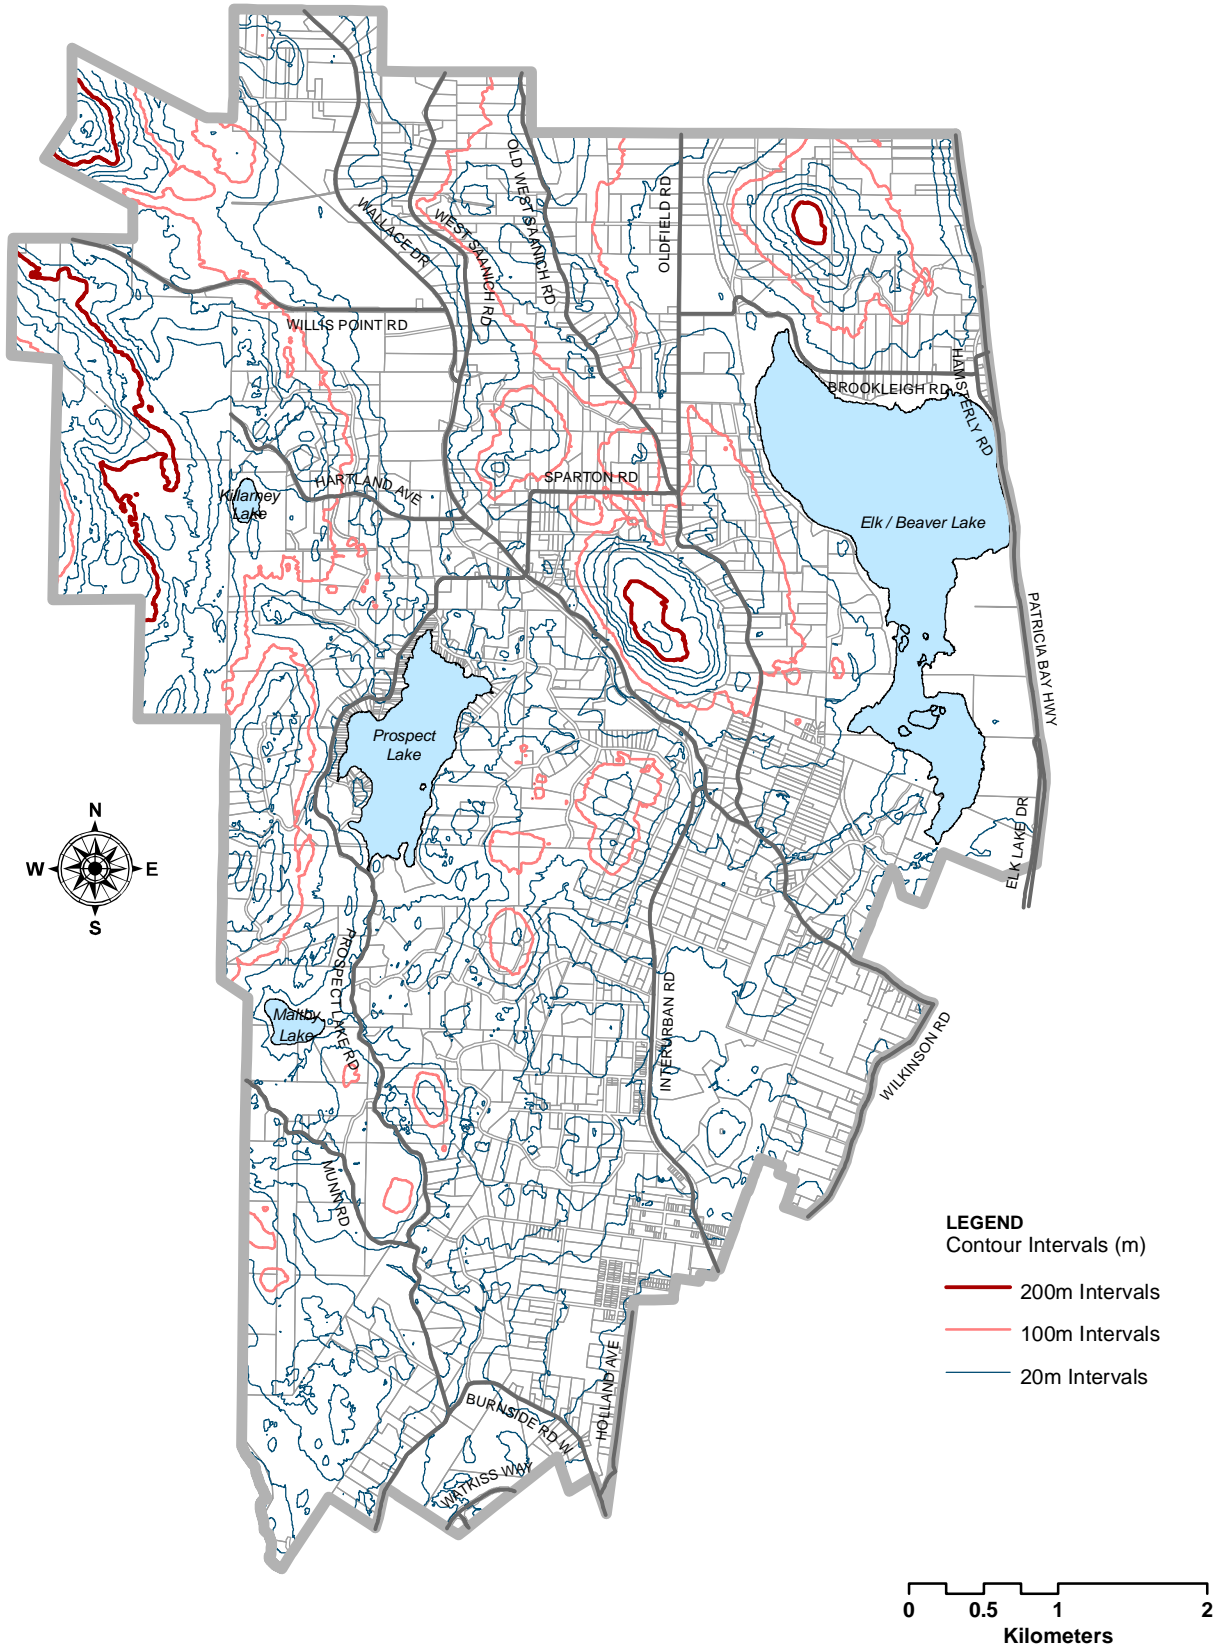 OLD WEST SAANICH RD
WALLACE DR
WEST SAANICH RD
OLDFIELD RD
WILLIS POINT RD
HAMSTERLY RD
BROOKLEIGH RD
SPARTON RD
HARTLAND AVE
Killarney
Lake
Elk / Beaver Lake
PATRICIA BAY HWY
Prospect
Lake
N
W
E
S
ELK LAKE DR
PROSPECT LAKE RD
INTERURBAN RD
Maltby
Lake
WILKINSON RD
MUNN RD
LEGEND
Contour Intervals (m)
200m Intervals
100m Intervals
20m Intervals
HOLLAND AVE
BURNSIDE RD W
WATKISS WAY
0 0.5 1 2
Kilometers